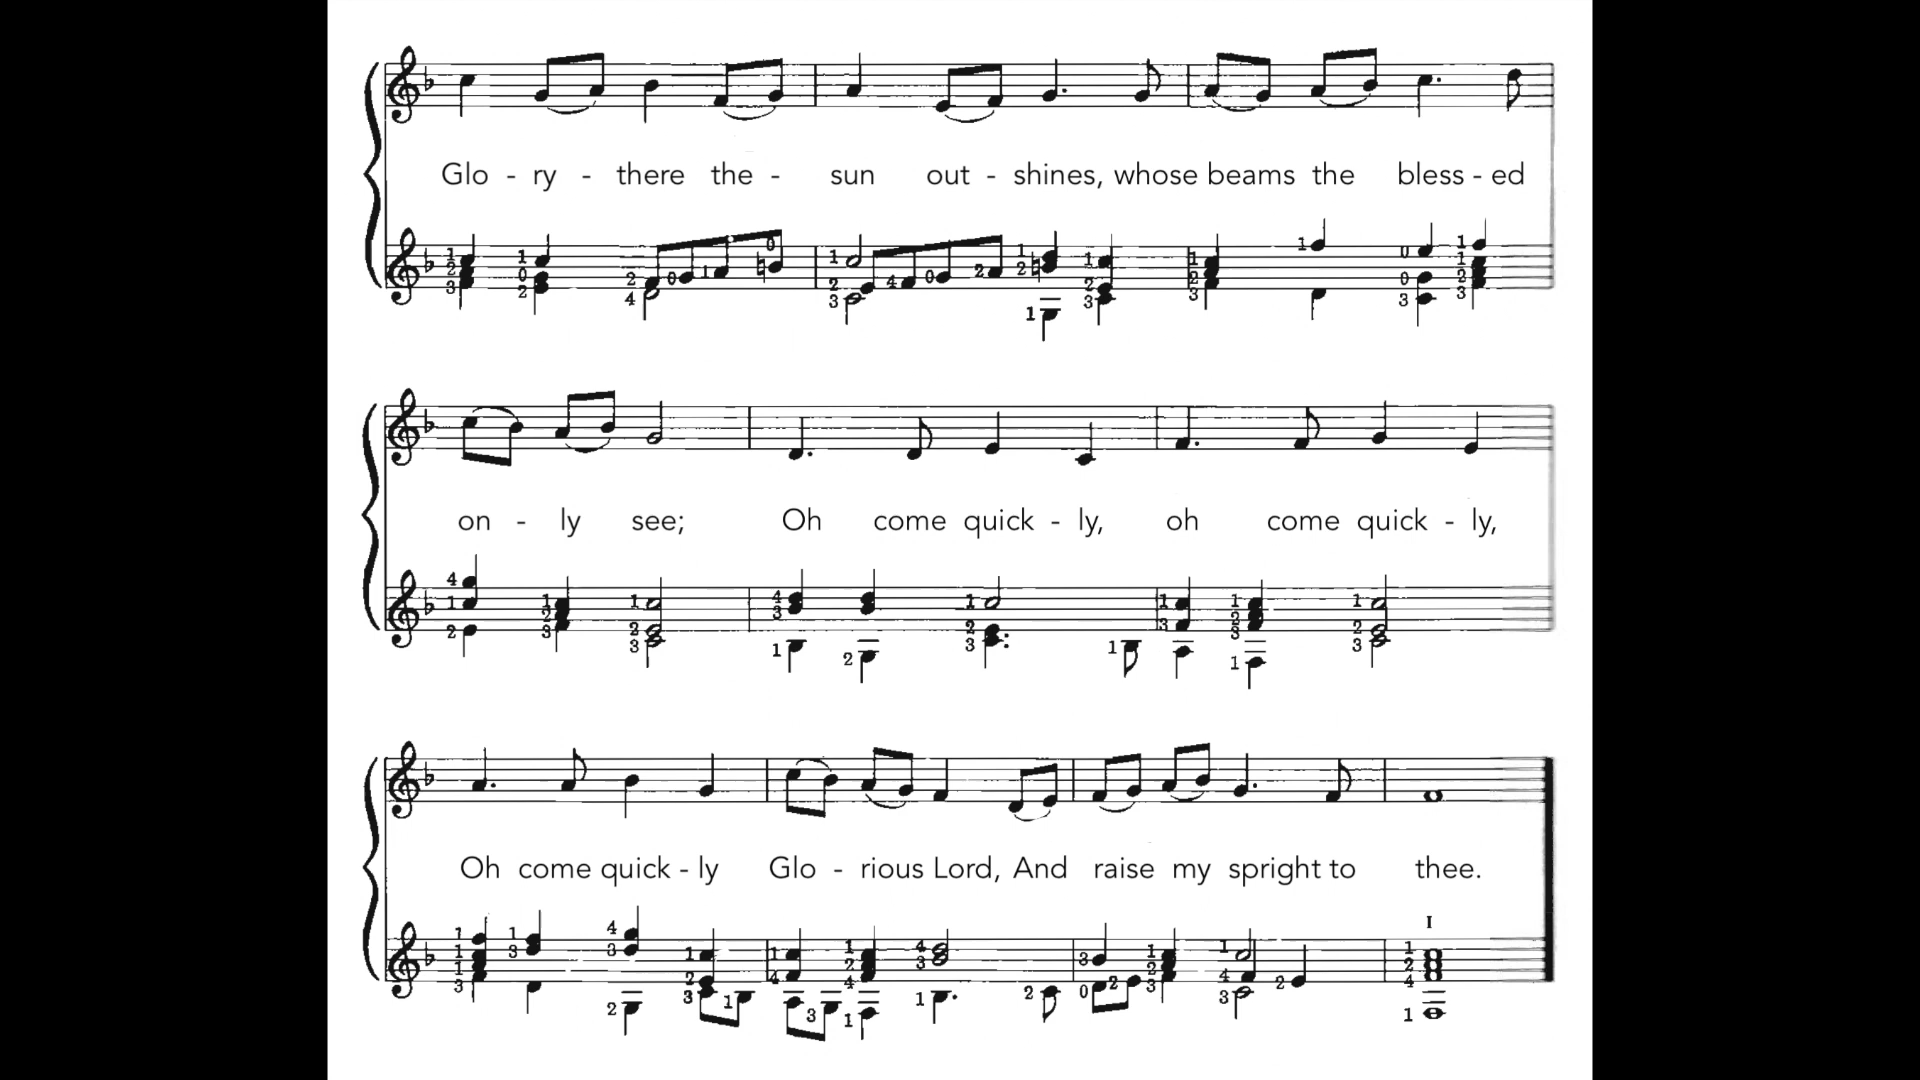 Glo - ry - there the - sun out - shines, whose beams the bless - ed
on - ly see; Oh come quick - ly, oh come quick - ly,
Oh come quick - ly Glo - rious Lord, And raise my spright to thee.